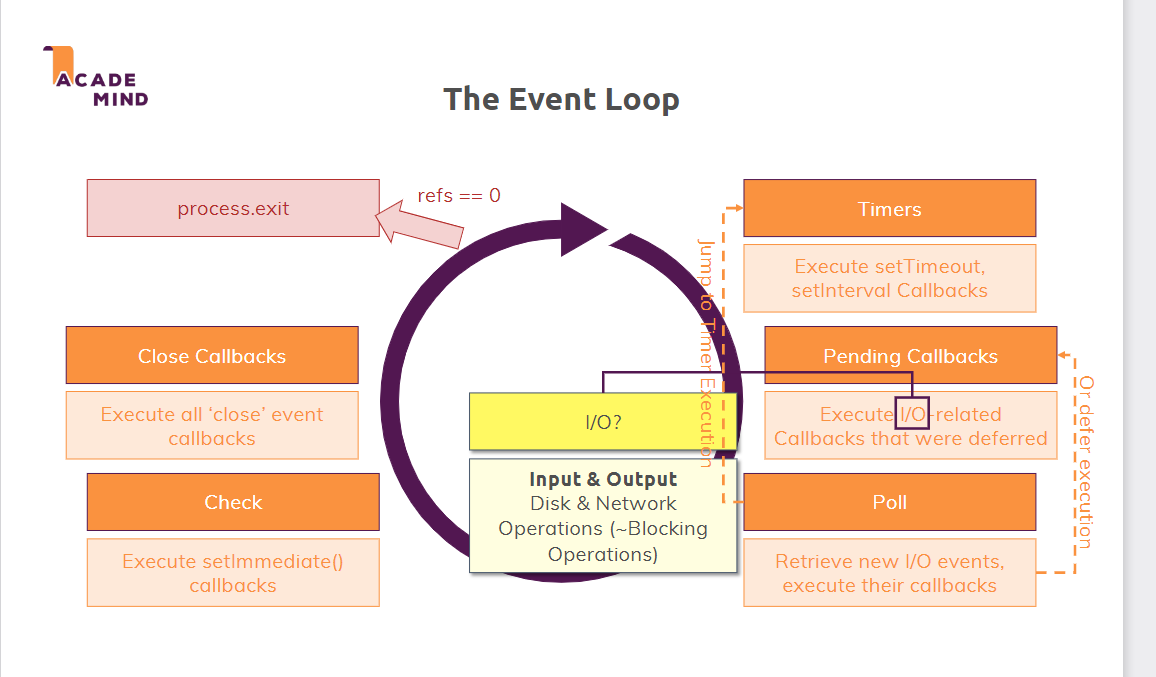 ACADE
MIND
The Event Loop
process.exit
refs == 0
Timers
Execute setTimeout,
setInterval Callbacks
Jump to Timer Execution
Close Callbacks
Execute all ‘close’ event
callbacks
Pending Callbacks
Execute I/O-related
Callbacks that were deferred
Or defer execution
I/O?
Input & Output
Disk & Network
Operations (~Blocking
Operations)
Check
Execute setImmediate()
callbacks
Poll
Retrieve new I/O events,
execute their callbacks